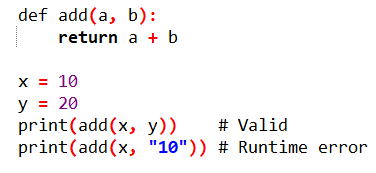 def add(a, b):
    return a + b

x = 10
y = 20
print(add(x, y))    # Valid
print(add(x, "10")) # Runtime error